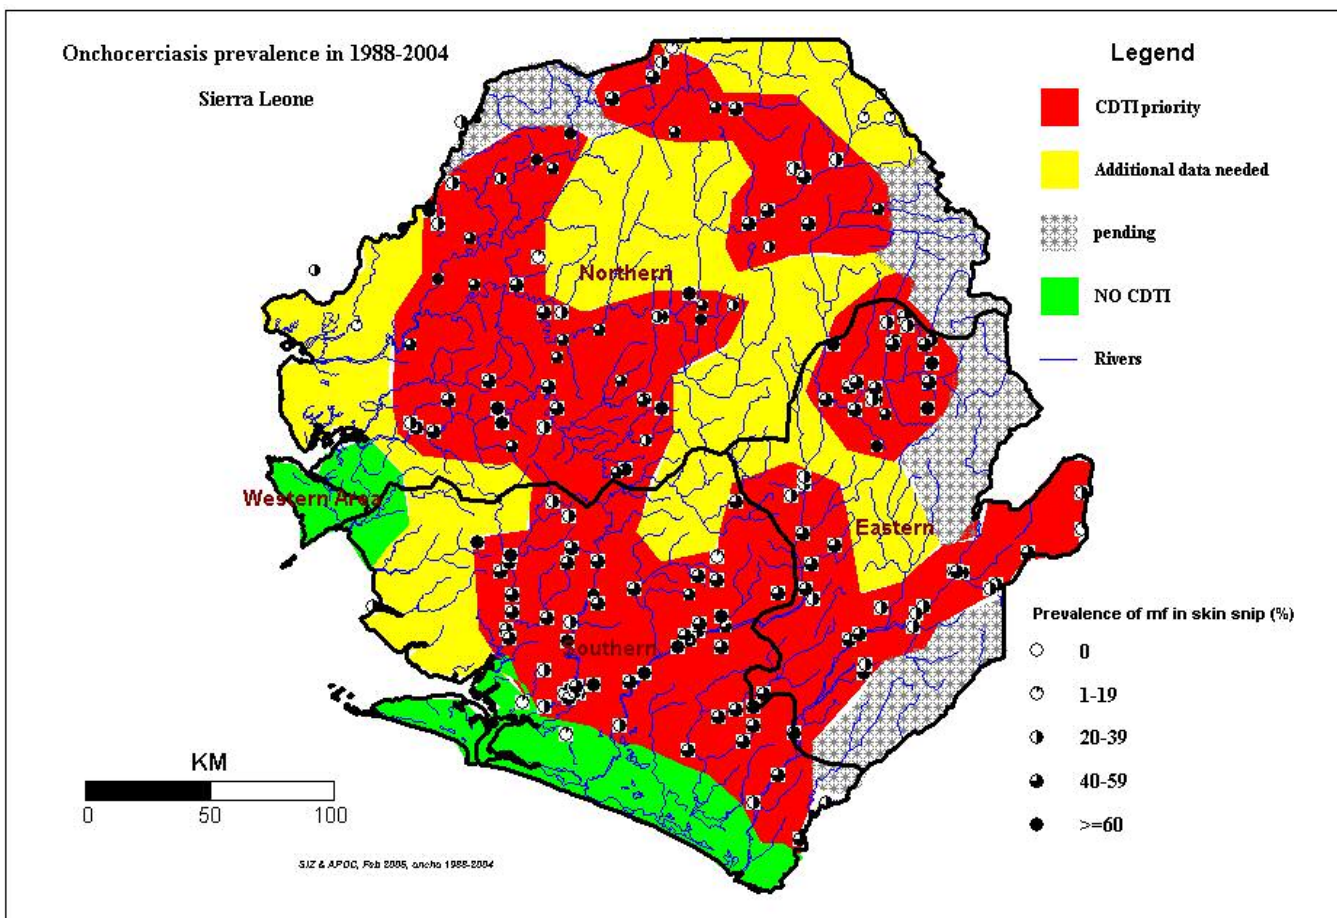 Onchocerciasis prevalence in 1988-2004
Sierra Leone
Legend
CDTI priority
Additional data needed
pending
NO CDTI
Rivers
Northern
Western Area
Eastern
Southern
Prevalence of mf in skin snip (%)
0
1-19
20-39
40-59
>=60
KM
0 50 100
SIZ & APOC, Feb 2005, oncho 1988-2004